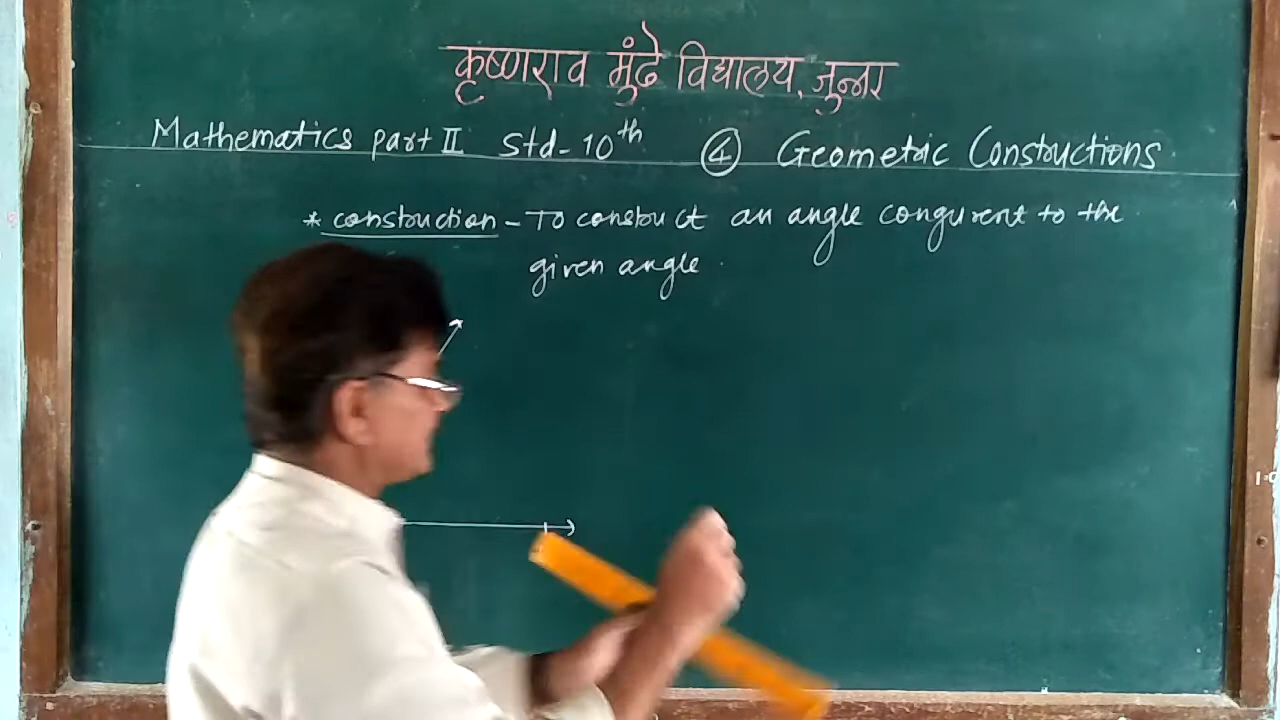 कृष्णराव मुंढे विद्यालय, जुन्नर
Mathematics part II Std- 10th ④ Geometric Constructions
* construction - To construct an angle congurent to the
given angle.